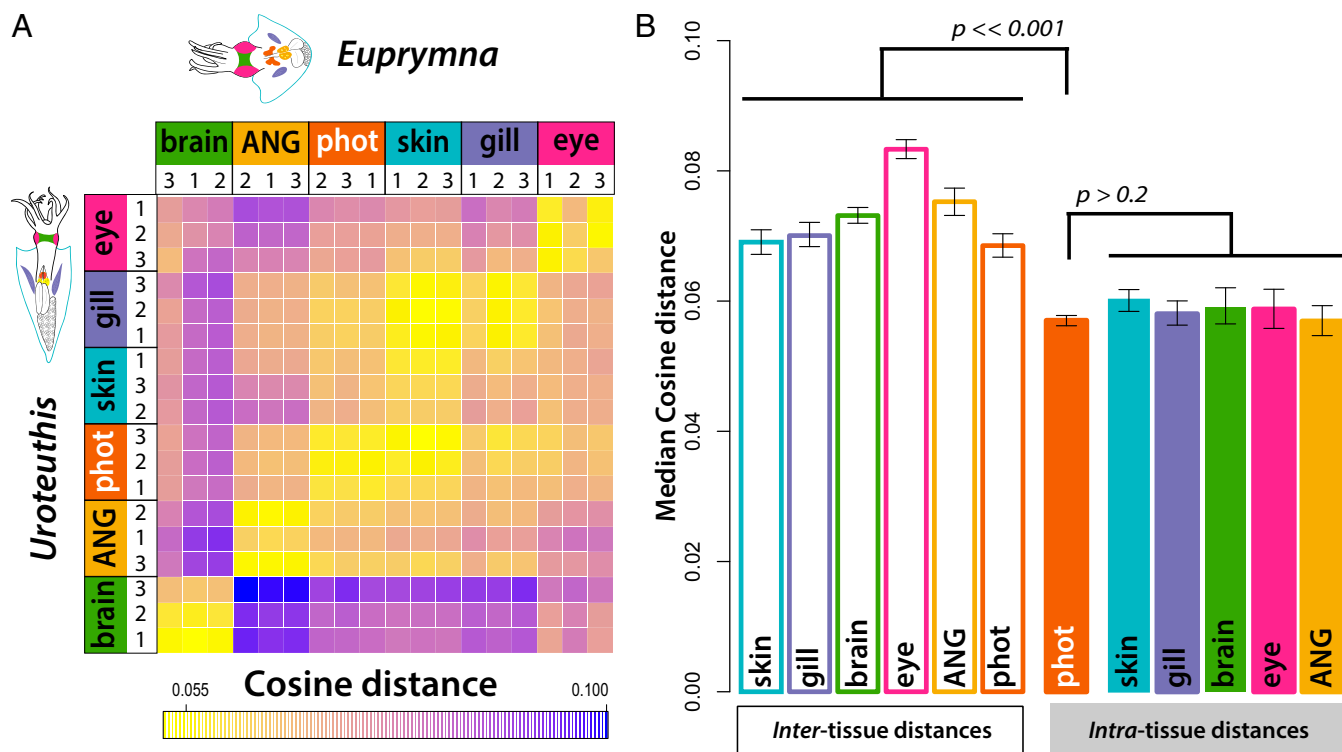 A
Euprymna
brain ANG phot skin gill eye
3 1 2 2 1 3 2 3 1 1 2 3 1 2 3 1 2 3
Uroteuthis
eye 1 2 3
gill 3 2 1
skin 1 3 2
phot 3 2 1
ANG 2 1 3
brain 3 2 1
0.055 Cosine distance 0.100
B
p << 0.001
p > 0.2
Median Cosine distance
0.10
0.08
0.06
0.04
0.02
0.00
skin gill brain eye ANG phot phot skin gill brain eye ANG
Inter-tissue distances
Intra-tissue distances